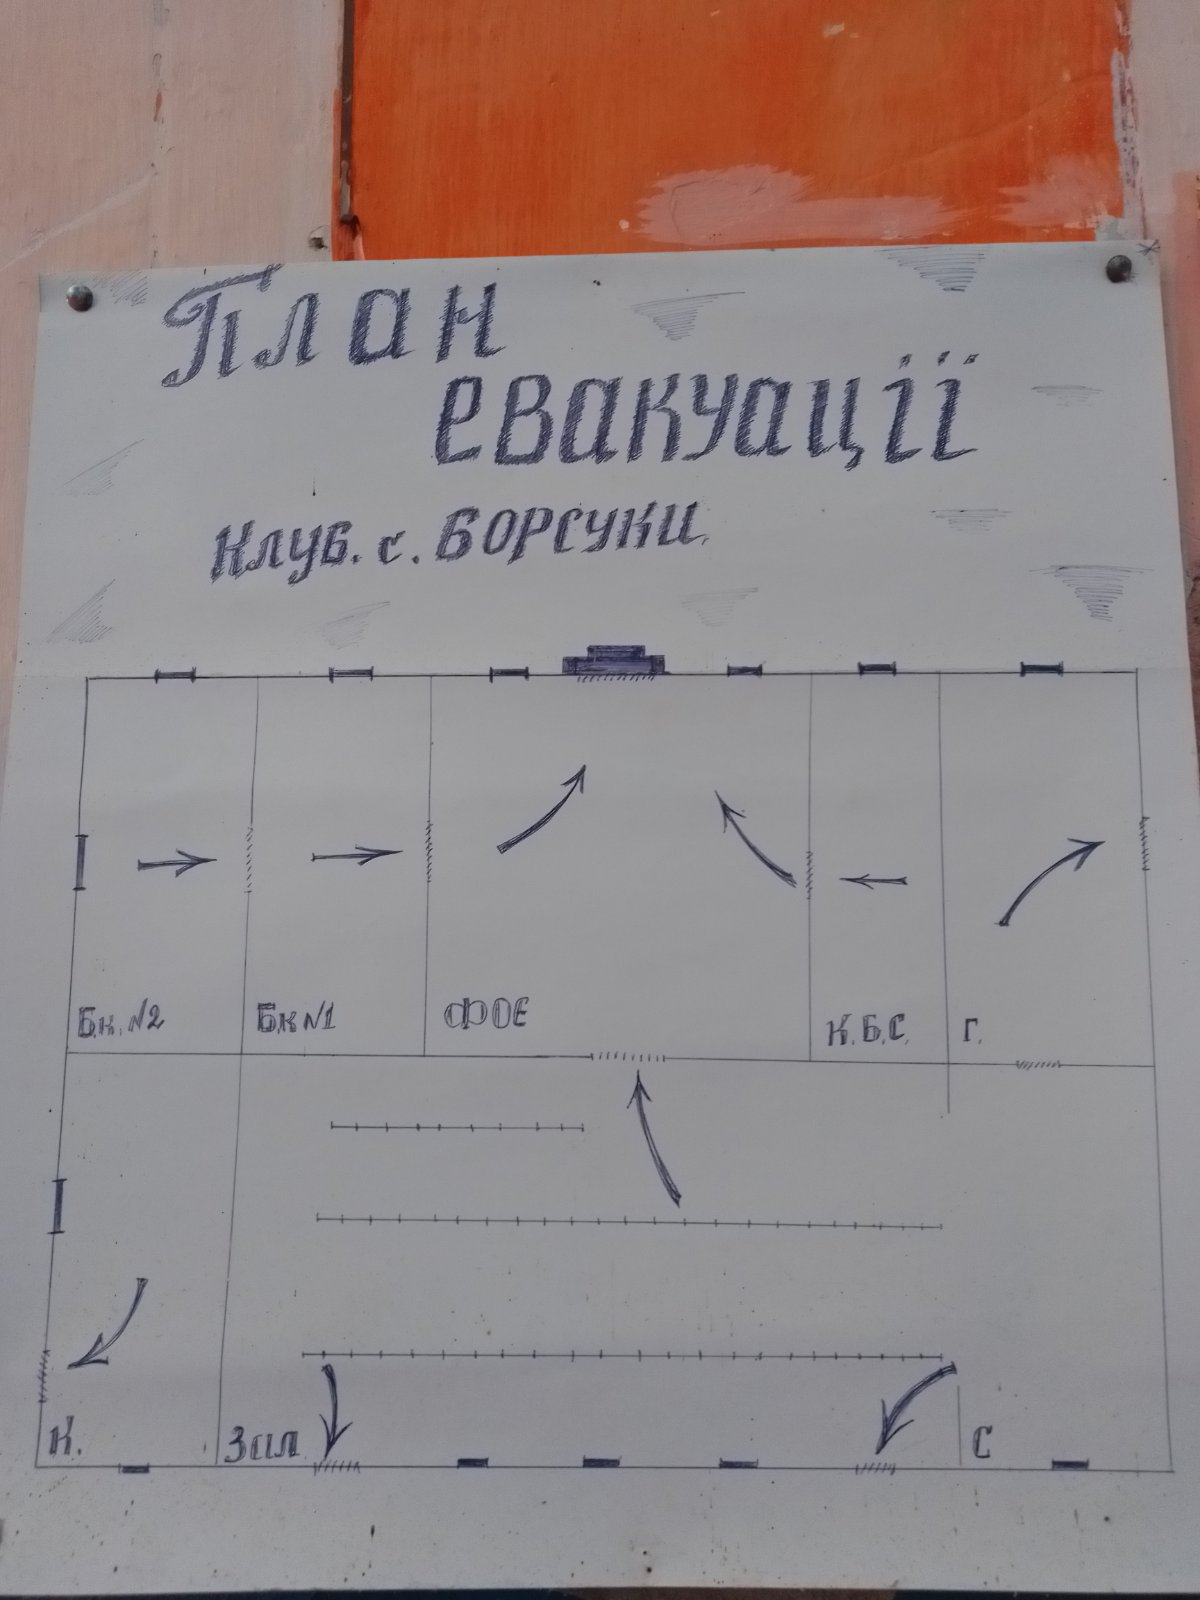 План
евакуації
Клуб. с. Борсуки.
Бк. №2
Бк №1
ФОЕ
К.Б.С.
Г.
К.
Зал
С